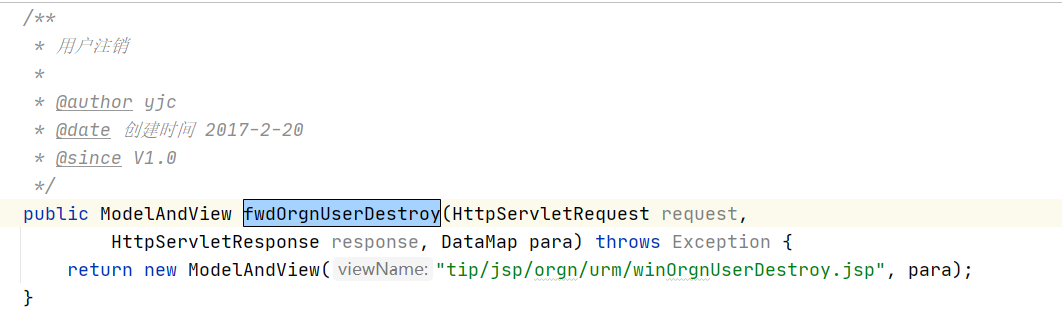 /**
 * 用户注销
 *
 * @author yjc
 * @date 创建时间 2017-2-20
 * @since V1.0
 */
public ModelAndView fwdOrgnUserDestroy(HttpServletRequest request,
        HttpServletResponse response, DataMap para) throws Exception {
    return new ModelAndView( viewName: "tip/jsp/orgn/urm/winOrgnUserDestroy.jsp", para);
}